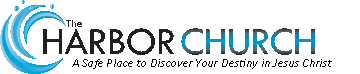 The
HARBOR CHURCH
A Safe Place to Discover Your Destiny in Jesus Christ